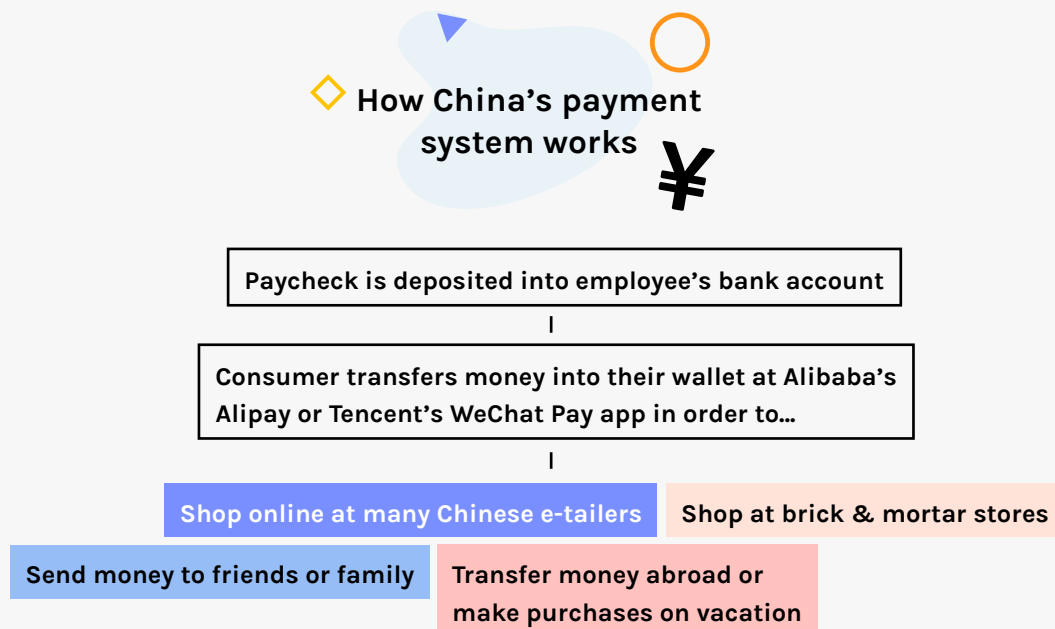 How China’s payment
system works
¥
Paycheck is deposited into employee’s bank account
Consumer transfers money into their wallet at Alibaba’s
Alipay or Tencent’s WeChat Pay app in order to…
Shop online at many Chinese e-tailers
Shop at brick & mortar stores
Send money to friends or family
Transfer money abroad or
make purchases on vacation